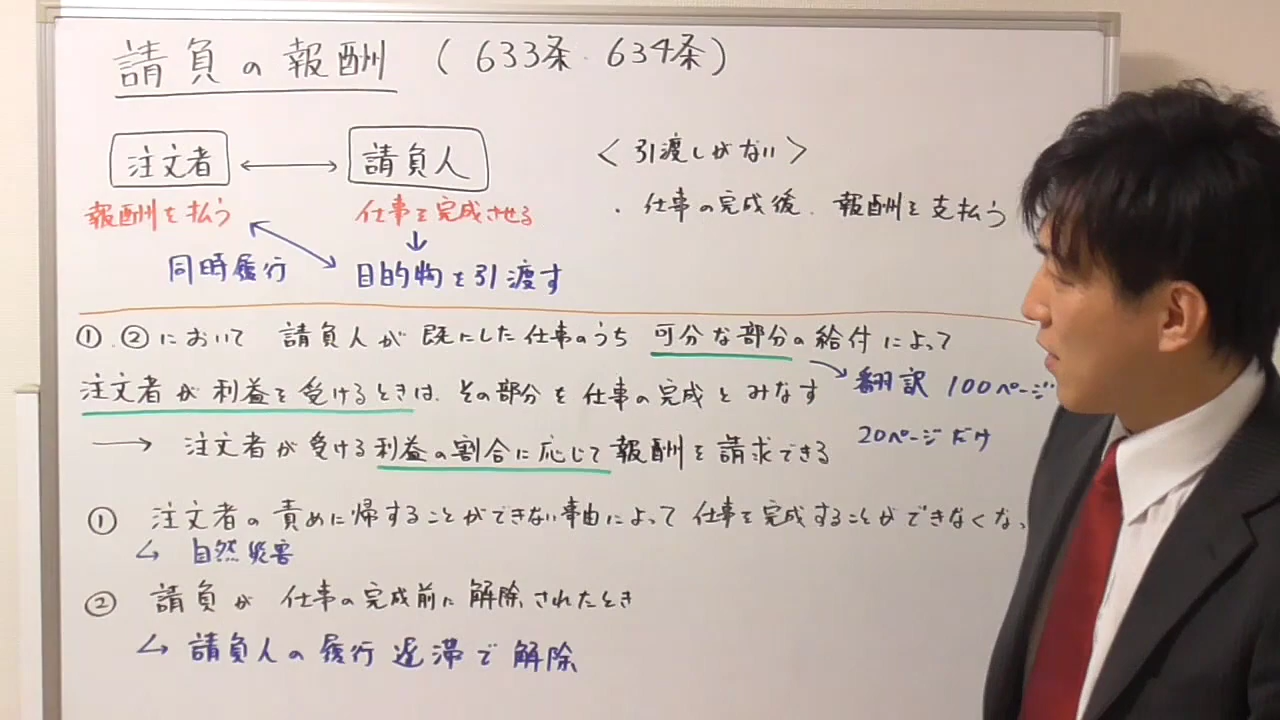 請負の報酬 (633条・634条)
注文者 ⟷ 請負人
報酬を払う
仕事を完成させる
同時履行
目的物を引渡す
<引渡しがない>
・仕事の完成後、報酬を支払う
①、②において 請負人が既にした仕事のうち 可分な部分の給付によって
注文者が利益を受けるときは、その部分を仕事の完成とみなす
→ 注文者が受ける利益の割合に応じて報酬を請求できる
翻訳 100ページ
20ページだけ
① 注文者の責めに帰することができない事由によって仕事を完成することができなくなっ
↳ 自然災害
② 請負が 仕事の完成前に解除されたとき
↳ 請負人の履行遅滞で解除